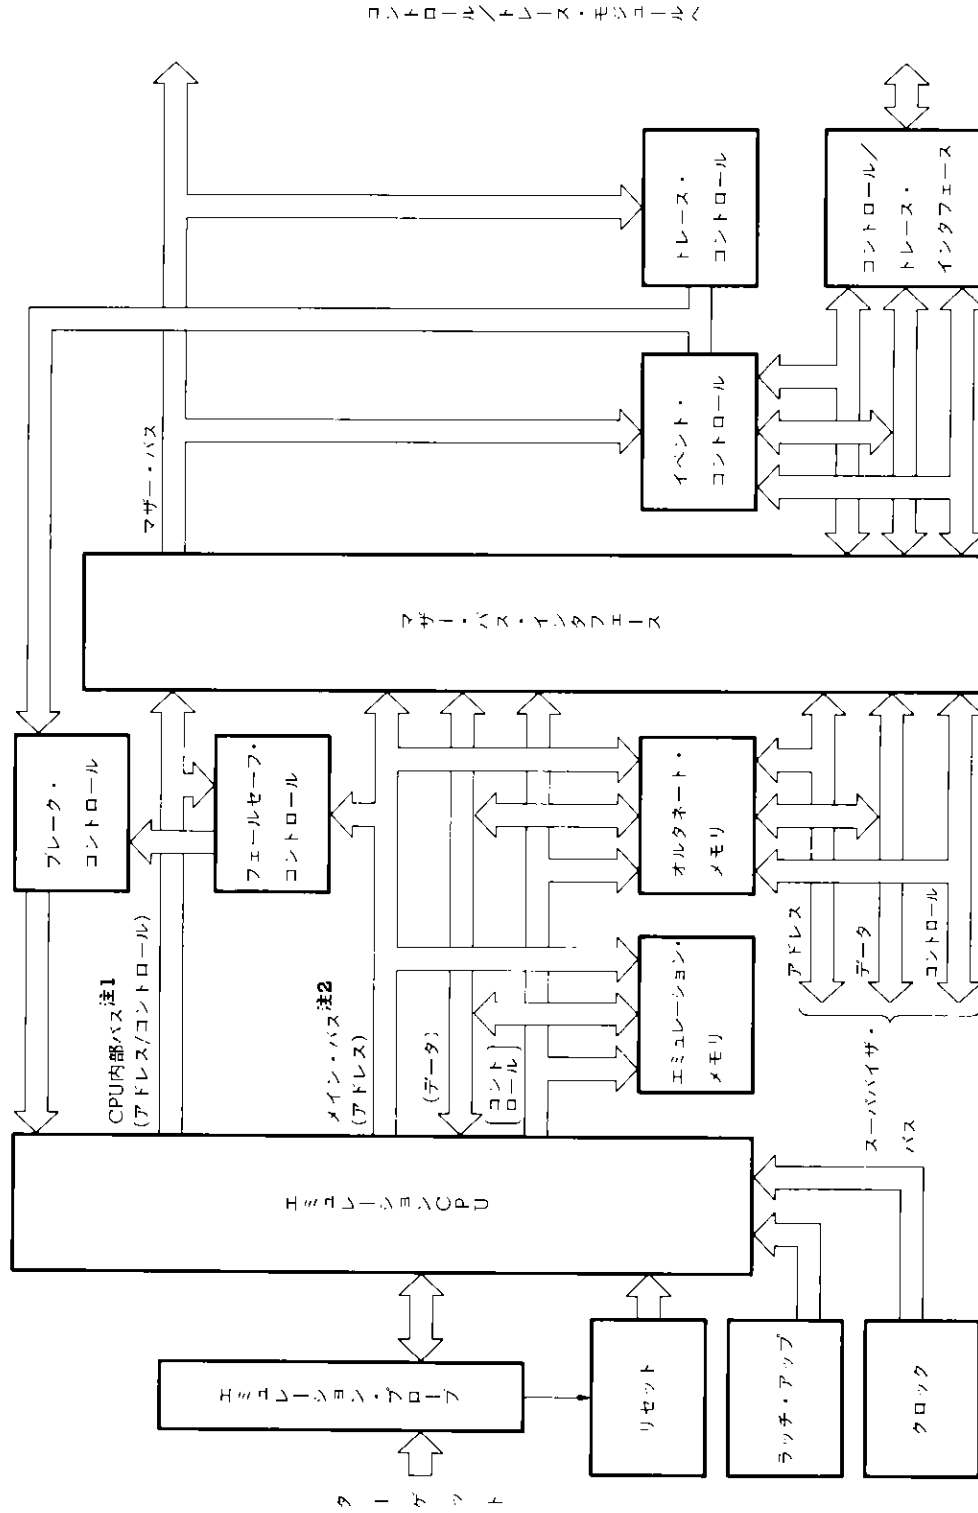 コントロール/トレース・モジュールへ
マザー・バス
トレース・
コントロール
コントロール/
トレース・
インタフェース
イベント・
コントロール
マザー・バス・インタフェース
ブレーク・
コントロール
フェールセーフ・
コントロール
オルタネート・
メモリ
エミュレーション・
メモリ
CPU内部バス注1
(アドレス/コントロール)
メイン・バス注2
(アドレス)
(データ)
(コント
ロール)
アドレス
データ
コントロール
スーパバイザ・
バス
エミュレーションCPU
エミュレーション・プローブ
リセット
ラッチ・アップ
クロック
ターゲット